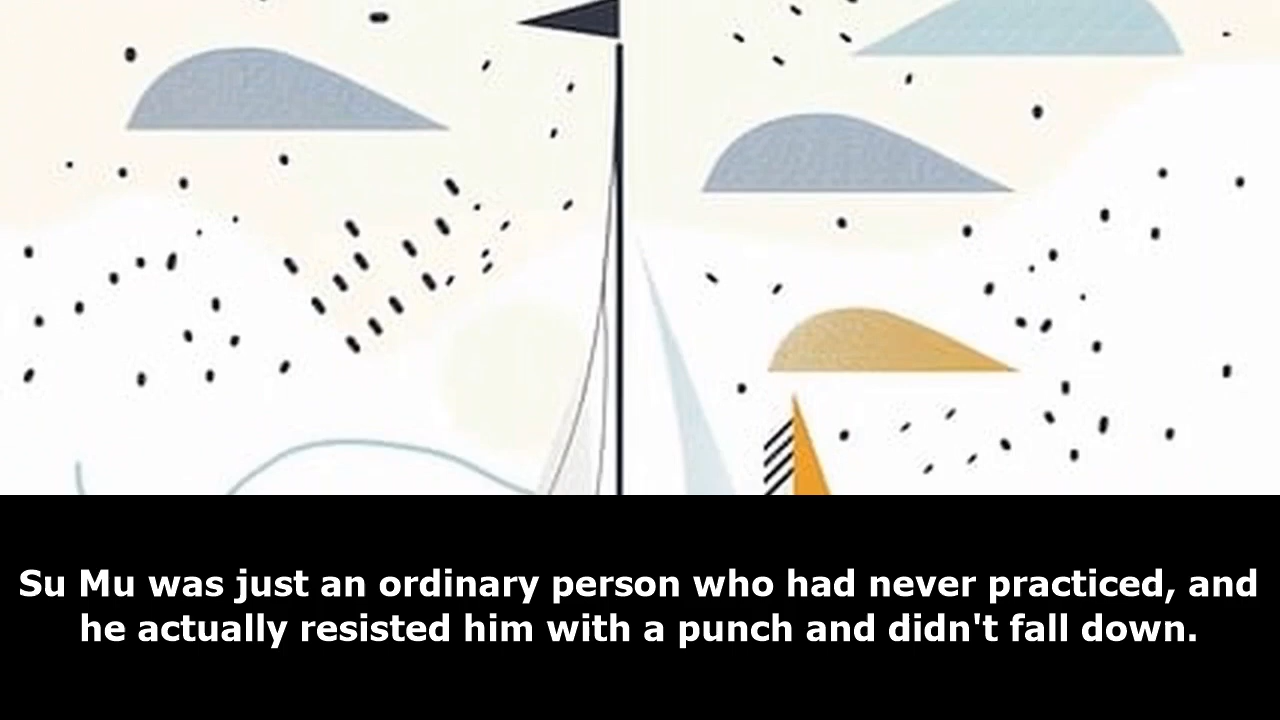 Su Mu was just an ordinary person who had never practiced, and
he actually resisted him with a punch and didn't fall down.